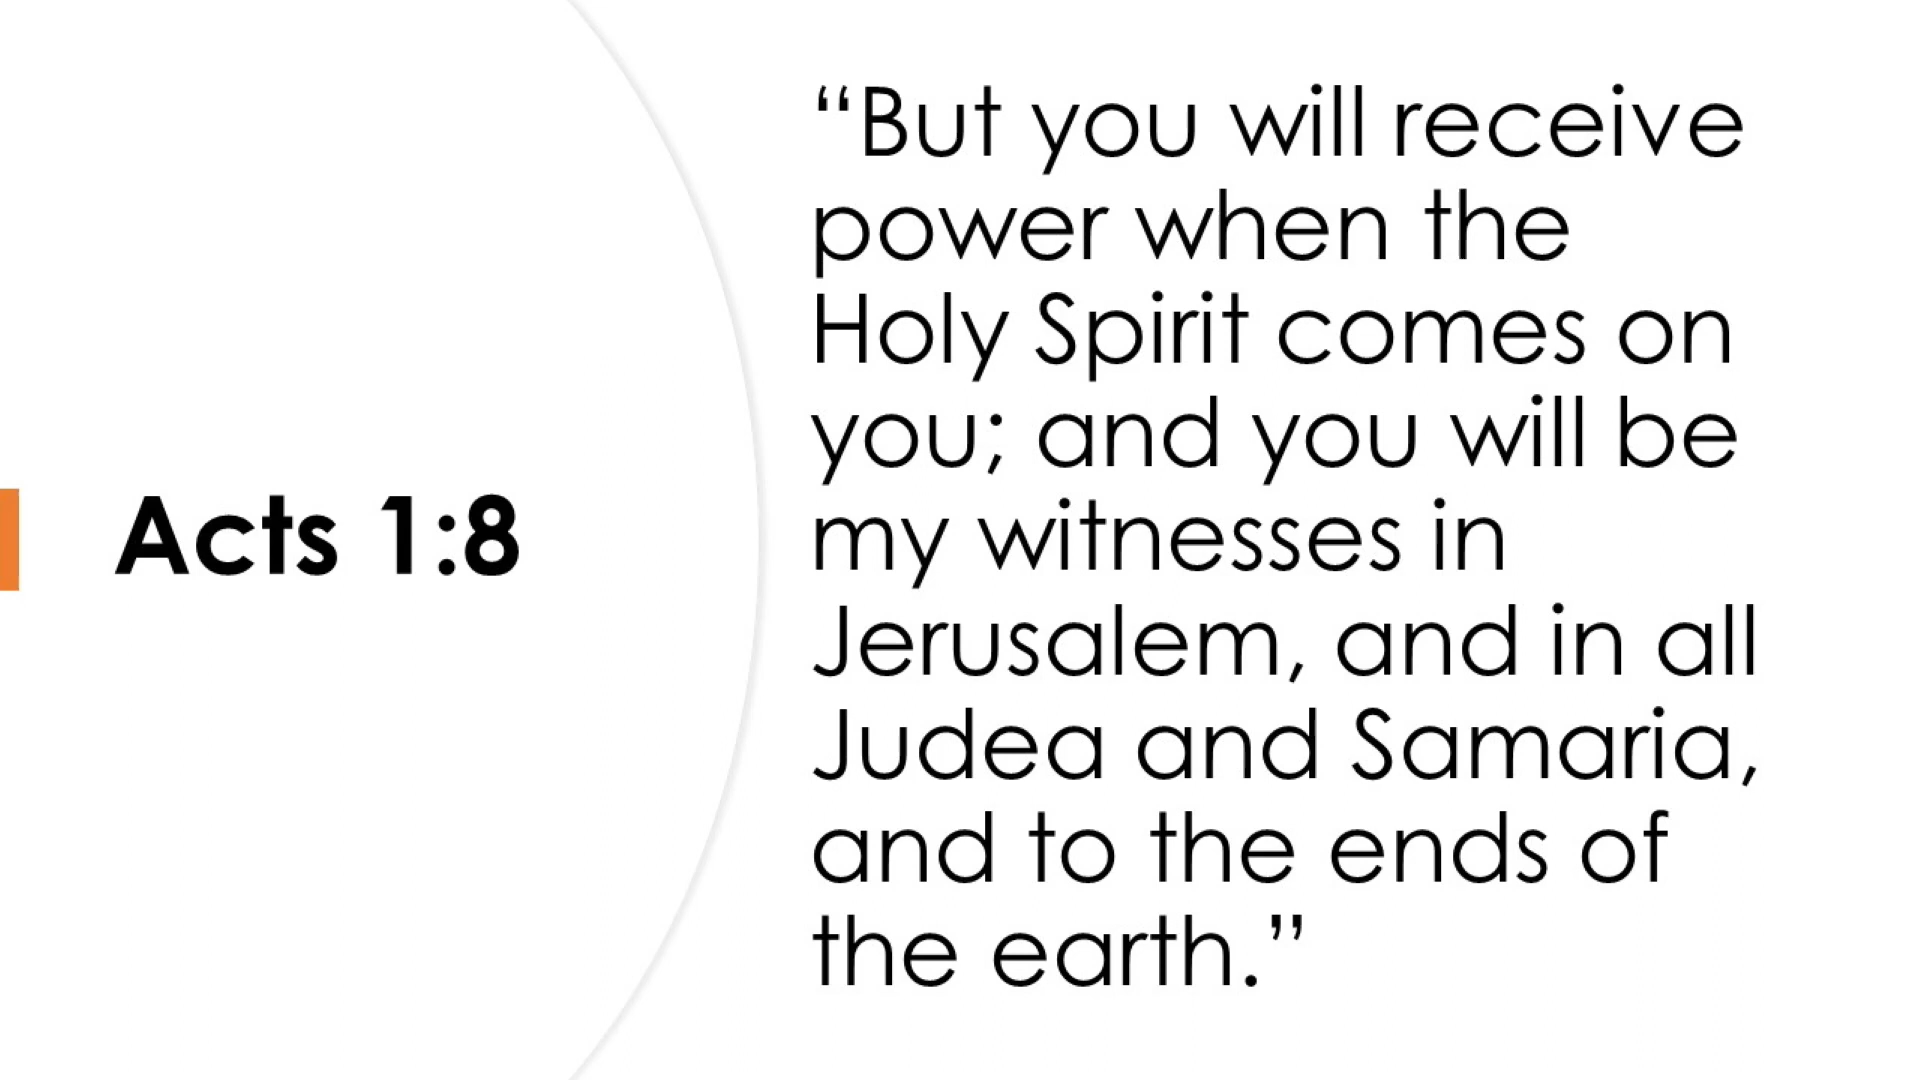 Acts 1:8
“But you will receive
power when the
Holy Spirit comes on
you; and you will be
my witnesses in
Jerusalem, and in all
Judea and Samaria,
and to the ends of
the earth.”